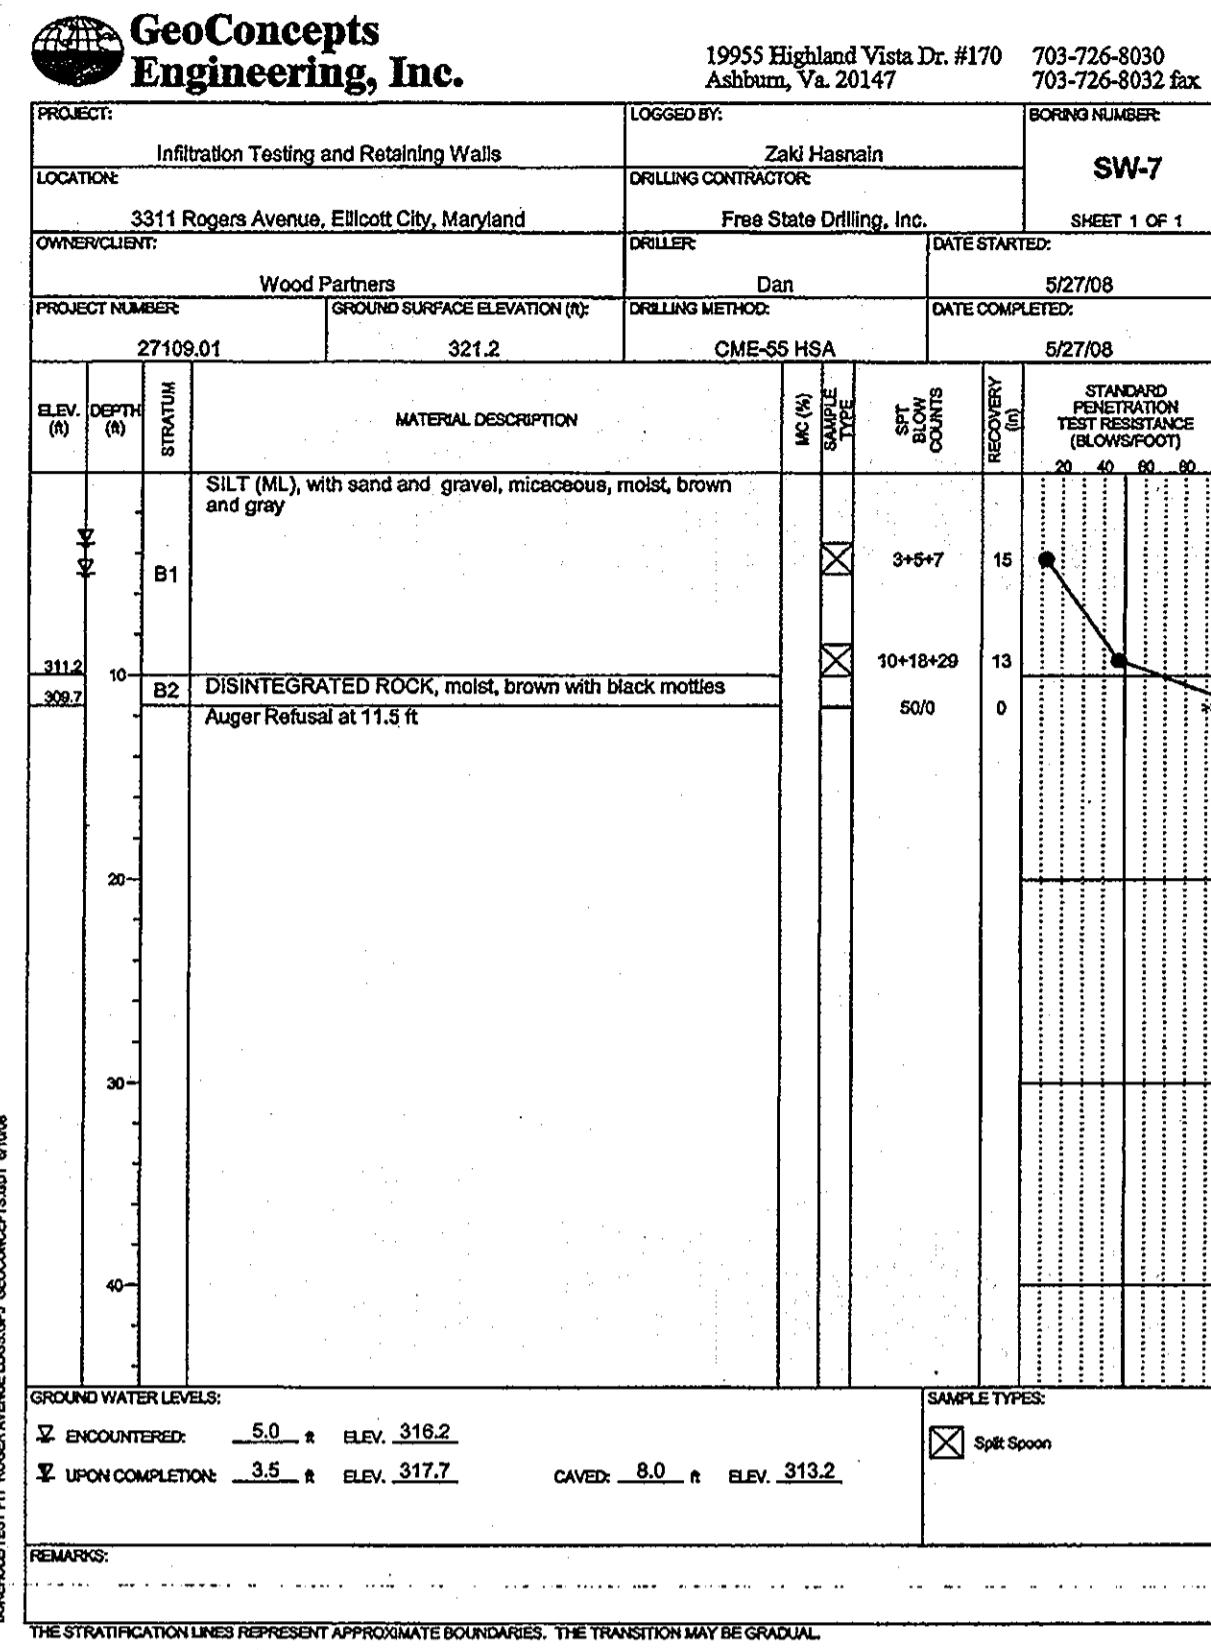 GeoConcepts
Engineering, Inc.
19955 Highland Vista Dr. #170 703-726-8030
Ashburn, Va. 20147 703-726-8032 fax
PROJECT:
Infiltration Testing and Retaining Walls
LOGGED BY:
Zaki Hasnain
BORING NUMBER:
SW-7
SHEET 1 OF 1
LOCATION:
3311 Rogers Avenue, Ellicott City, Maryland
DRILLING CONTRACTOR:
Free State Drilling, Inc.
OWNER/CLIENT:
Wood Partners
DRILLER:
Dan
DATE STARTED:
5/27/08
PROJECT NUMBER:
27109.01
GROUND SURFACE ELEVATION (ft):
321.2
DRILLING METHOD:
CME-55 HSA
DATE COMPLETED:
5/27/08
ELEV.
(ft)
DEPTH
(ft)
STRATUM
MATERIAL DESCRIPTION
MC (%)
SAMPLE
TYPE
SPT
BLOW
COUNTS
RECOVERY
(in)
STANDARD
PENETRATION
TEST RESISTANCE
(BLOWS/FOOT)
20 40 60 80
SILT (ML), with sand and gravel, micaceous, moist, brown
and gray
B1
3+5+7 15
10+18+29 13
311.2
10
309.7
B2
DISINTEGRATED ROCK, moist, brown with black mottles
50/0 0
Auger Refusal at 11.5 ft
20
30
40
GROUND WATER LEVELS:
ENCOUNTERED: 5.0 ft ELEV. 316.2
UPON COMPLETION: 3.5 ft ELEV. 317.7 CAVED: 8.0 ft ELEV. 313.2
SAMPLE TYPES:
Split Spoon
REMARKS:
THE STRATIFICATION LINES REPRESENT APPROXIMATE BOUNDARIES. THE TRANSITION MAY BE GRADUAL.